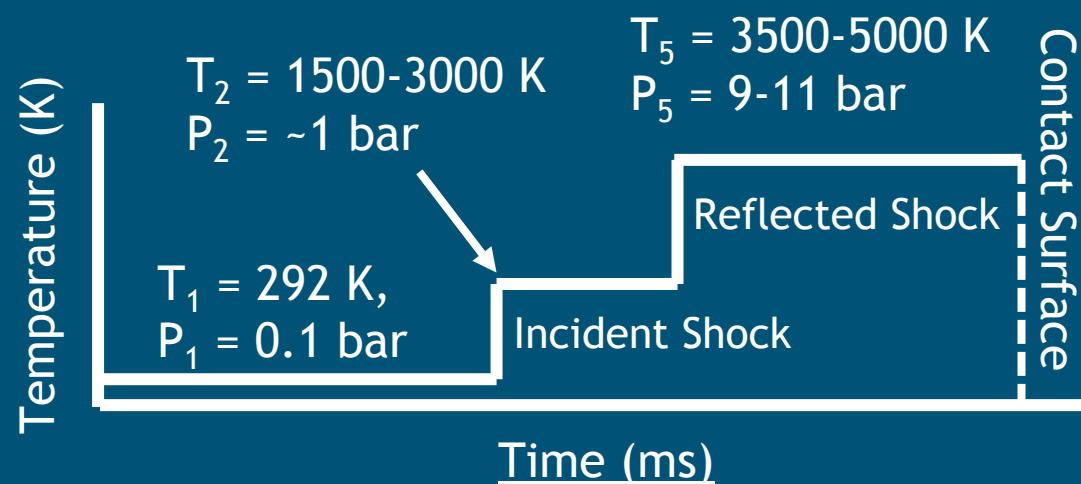 Temperature (K)
T₁ = 292 K,
P₁ = 0.1 bar
T₂ = 1500-3000 K
P₂ = ~1 bar
Incident Shock
T₅ = 3500-5000 K
P₅ = 9-11 bar
Reflected Shock
Contact Surface
Time (ms)